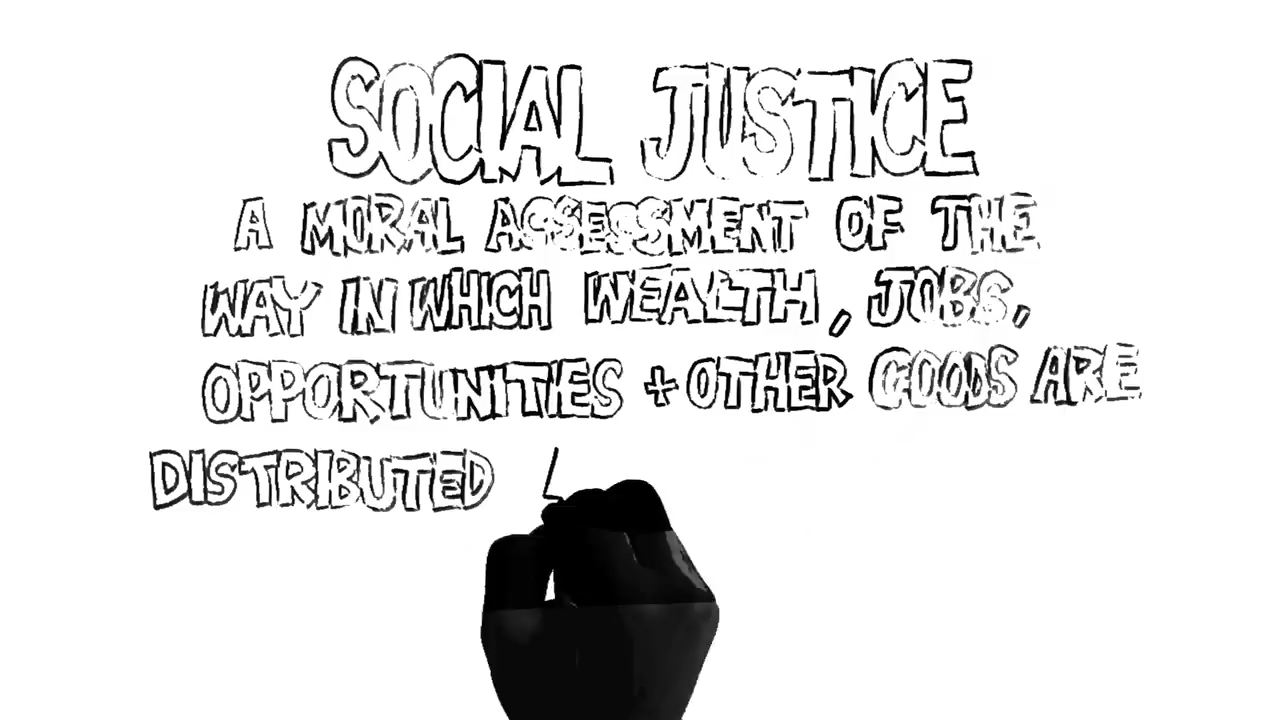 SOCIAL JUSTICE
A MORAL ASSESSMENT OF THE
WAY IN WHICH WEALTH, JOBS,
OPPORTUNITIES + OTHER GOODS ARE
DISTRIBUTED